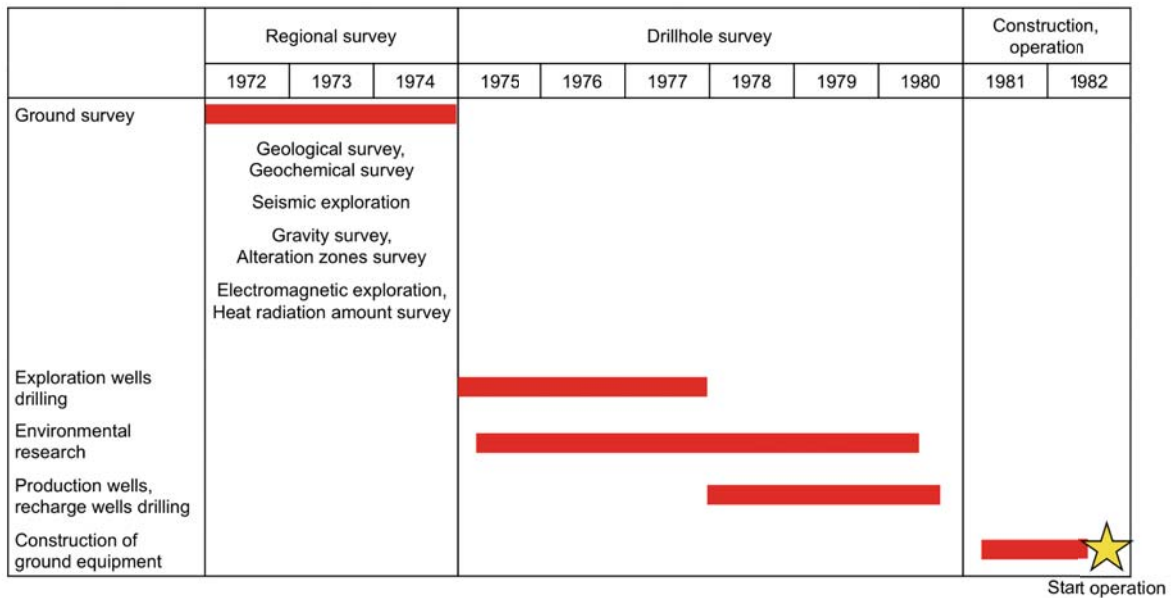 Regional survey
Drillhole survey
Construction,
operation
1972
1973
1974
1975
1976
1977
1978
1979
1980
1981
1982
Ground survey
Geological survey,
Geochemical survey
Seismic exploration
Gravity survey,
Alteration zones survey
Electromagnetic exploration,
Heat radiation amount survey
Exploration wells
drilling
Environmental
research
Production wells,
recharge wells drilling
Construction of
ground equipment
Start operation